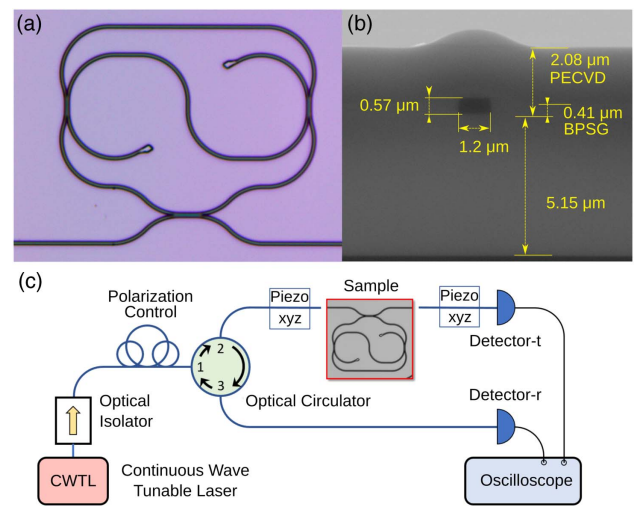 (a)
(b)
2.08 μm
PECVD
0.57 μm
0.41 μm
BPSG
1.2 μm
5.15 μm
(c)
Polarization
Control
Piezo
xyz
Sample
Piezo
xyz
Detector-t
1
2
3
Optical
Isolator
Optical Circulator
Detector-r
CWTL
Continuous Wave
Tunable Laser
Oscilloscope